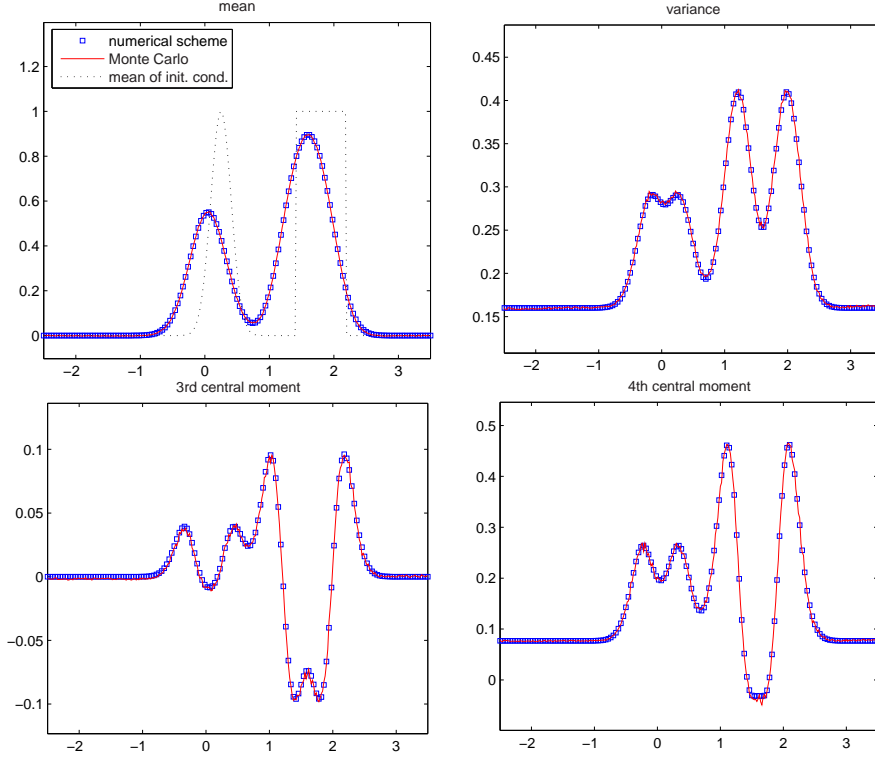 mean
numerical scheme
Monte Carlo
mean of init. cond.
1.2
1
0.8
0.6
0.4
0.2
0
−2 −1 0 1 2 3
variance
0.45
0.4
0.35
0.3
0.25
0.2
0.15
−2 −1 0 1 2 3
3rd central moment
0.1
0.05
0
−0.05
−0.1
−2 −1 0 1 2 3
4th central moment
0.5
0.4
0.3
0.2
0.1
0
−2 −1 0 1 2 3